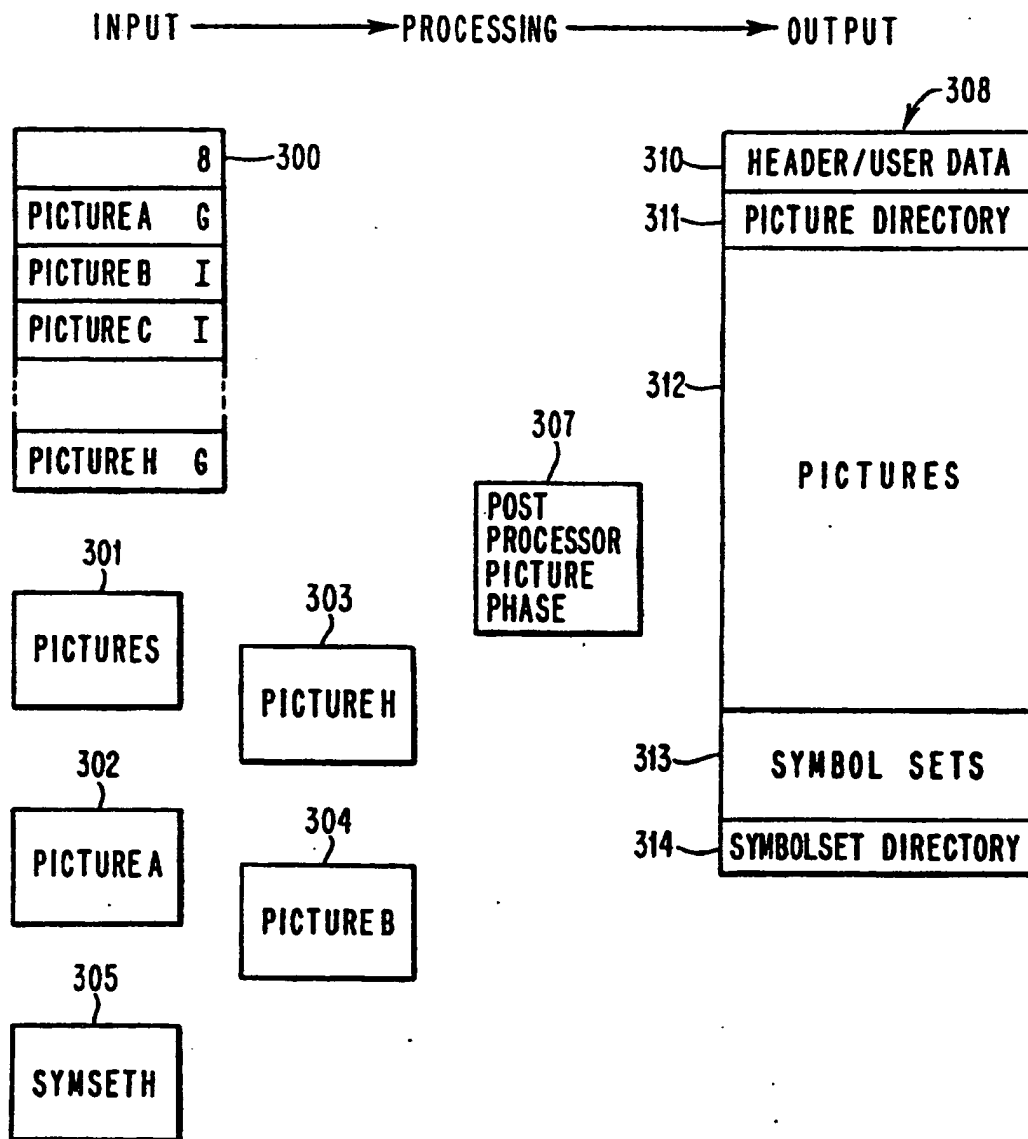 INPUT PROCESSING OUTPUT
308
8 300
PICTURE A G
PICTURE B I
PICTURE C I
PICTURE H G
310 HEADER/USER DATA
311 PICTURE DIRECTORY
312
PICTURES
307
POST
PROCESSOR
PICTURE
PHASE
301
PICTURES
303
PICTURE H
302
PICTURE A
304
PICTURE B
305
SYMSETH
313 SYMBOL SETS
314 SYMBOLSET DIRECTORY